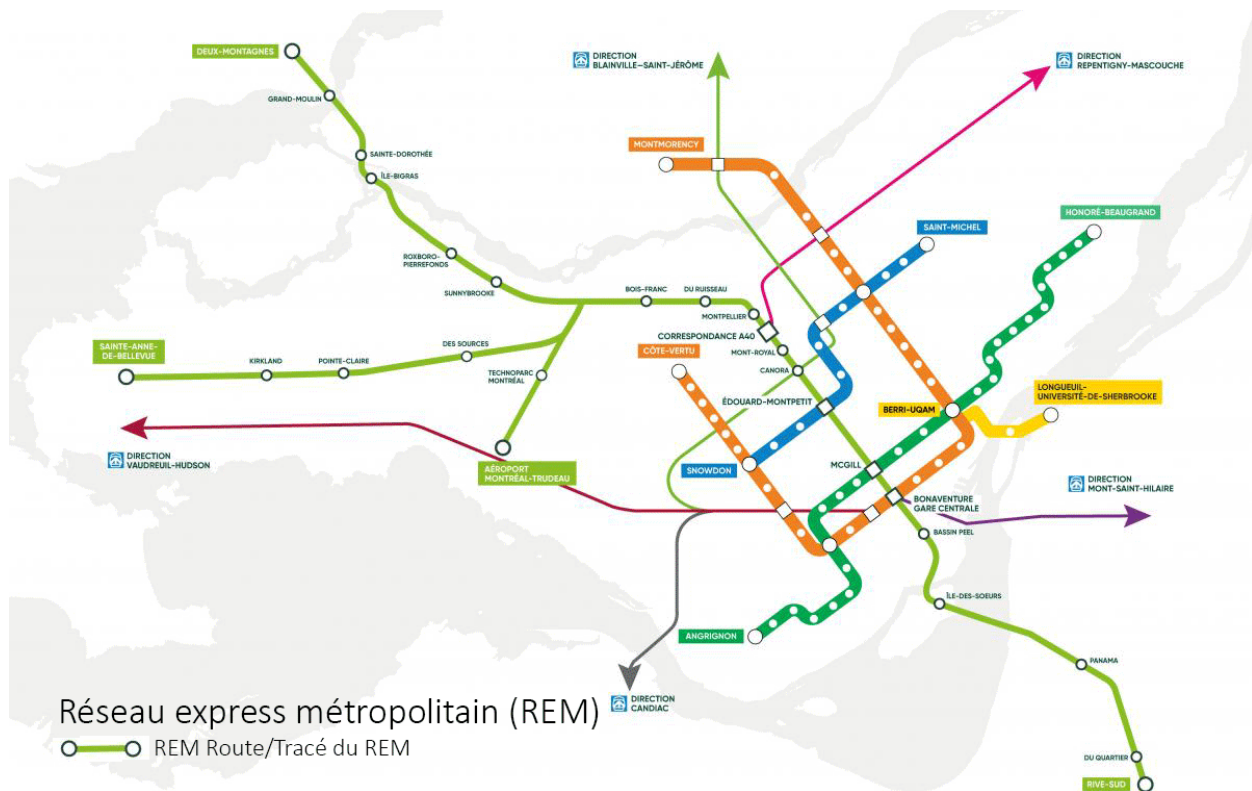 DEUX-MONTAGNES
GRAND-MOULIN
SAINTE-DOROTHÉE
ÎLE-BIGRAS
ROXBORO-
PIERREFONDS
SUNNYBROOKE
DIRECTION
BLAINVILLE–SAINT-JÉRÔME
DIRECTION
REPENTIGNY-MASCOUCHE
MONTMORENCY
SAINT-MICHEL
HONORÉ-BEAUGRAND
BOIS-FRANC
DU RUISSEAU
MONTPELLIER
CORRESPONDANCE A40
MONT-ROYAL
CANORA
CÔTE-VERTU
SAINTE-ANNE-
DE-BELLEVUE
KIRKLAND
POINTE-CLAIRE
DES SOURCES
TECHNOPARC
MONTRÉAL
ÉDOUARD-MONTPETIT
BERRI-UQAM
LONGUEUIL-
UNIVERSITÉ-DE-SHERBROOKE
DIRECTION
VAUDREUIL-HUDSON
AÉROPORT
MONTRÉAL-TRUDEAU
SNOWDON
MCGILL
BONAVENTURE
GARE CENTRALE
DIRECTION
MONT-SAINT-HILAIRE
BASSIN PEEL
ÎLE-DES-SOEURS
ANGRIGNON
PANAMA
DIRECTION
CANDIAC
DU QUARTIER
RIVE-SUD
Réseau express métropolitain (REM)
REM Route/Tracé du REM